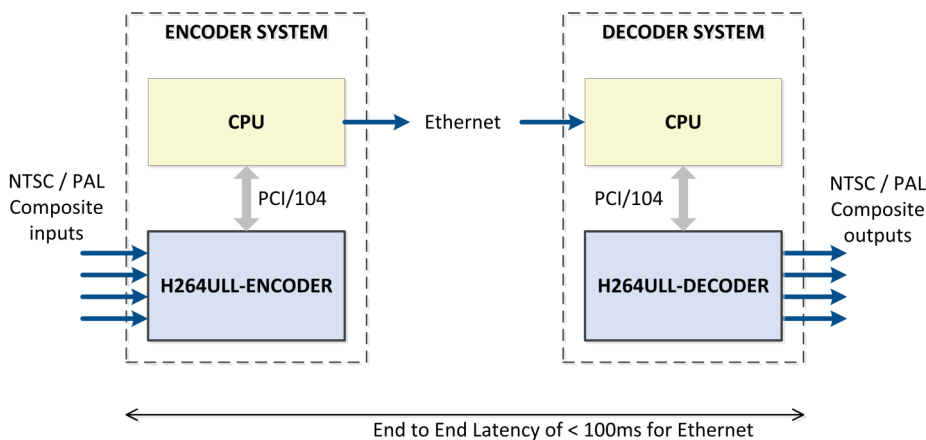 ENCODER SYSTEM
DECODER SYSTEM
CPU
Ethernet
CPU
NTSC / PAL
Composite
inputs
PCI/104
PCI/104
NTSC / PAL
Composite
outputs
H264ULL-ENCODER
H264ULL-DECODER
End to End Latency of < 100ms for Ethernet